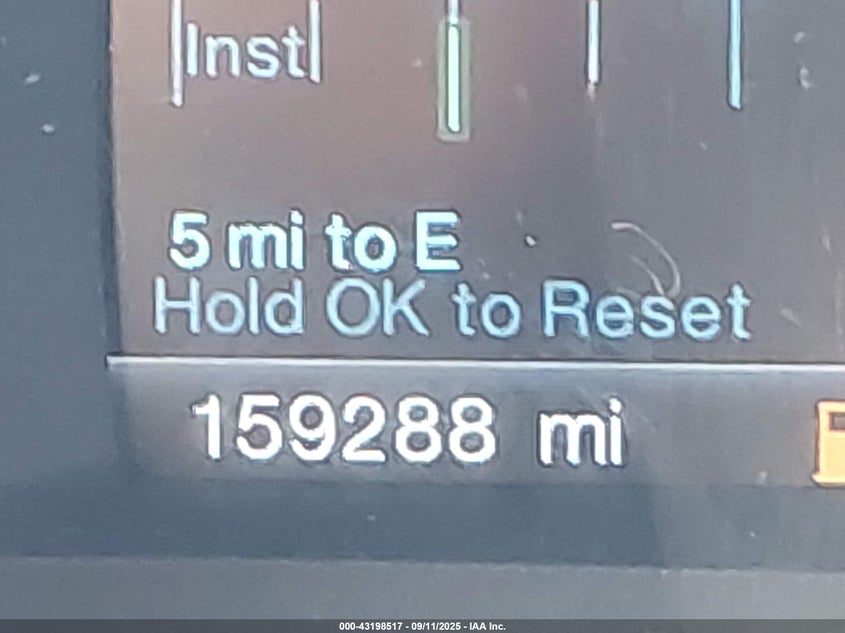 Inst
5 mi to E
Hold OK to Reset
159288 mi
000-43198517 - 09/11/2025 - IAA Inc.